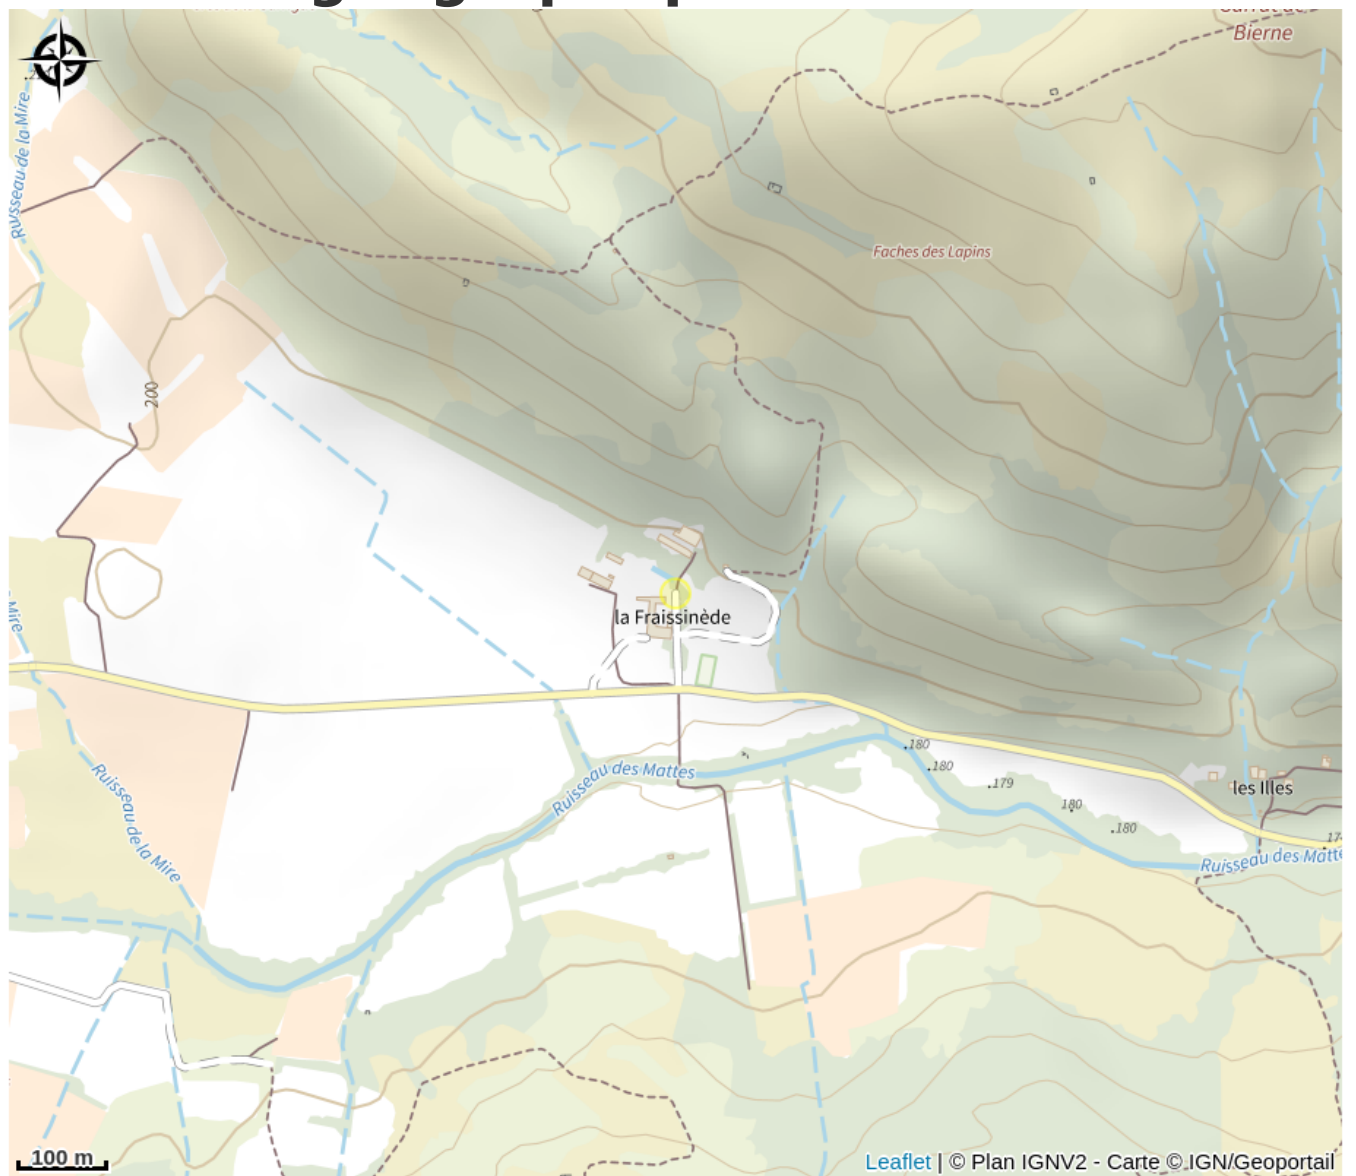 Bierne
Ruisseau de la Mire
Faches des Lapins
200
la Fraissinède
Mire
180
180
179
180
180
les Illes
Ruisseau des Mattes
Ruisseau de la Mire
Ruisseau des Matte
100 m
Leaflet | © Plan IGNV2 - Carte © IGN/Geoportail